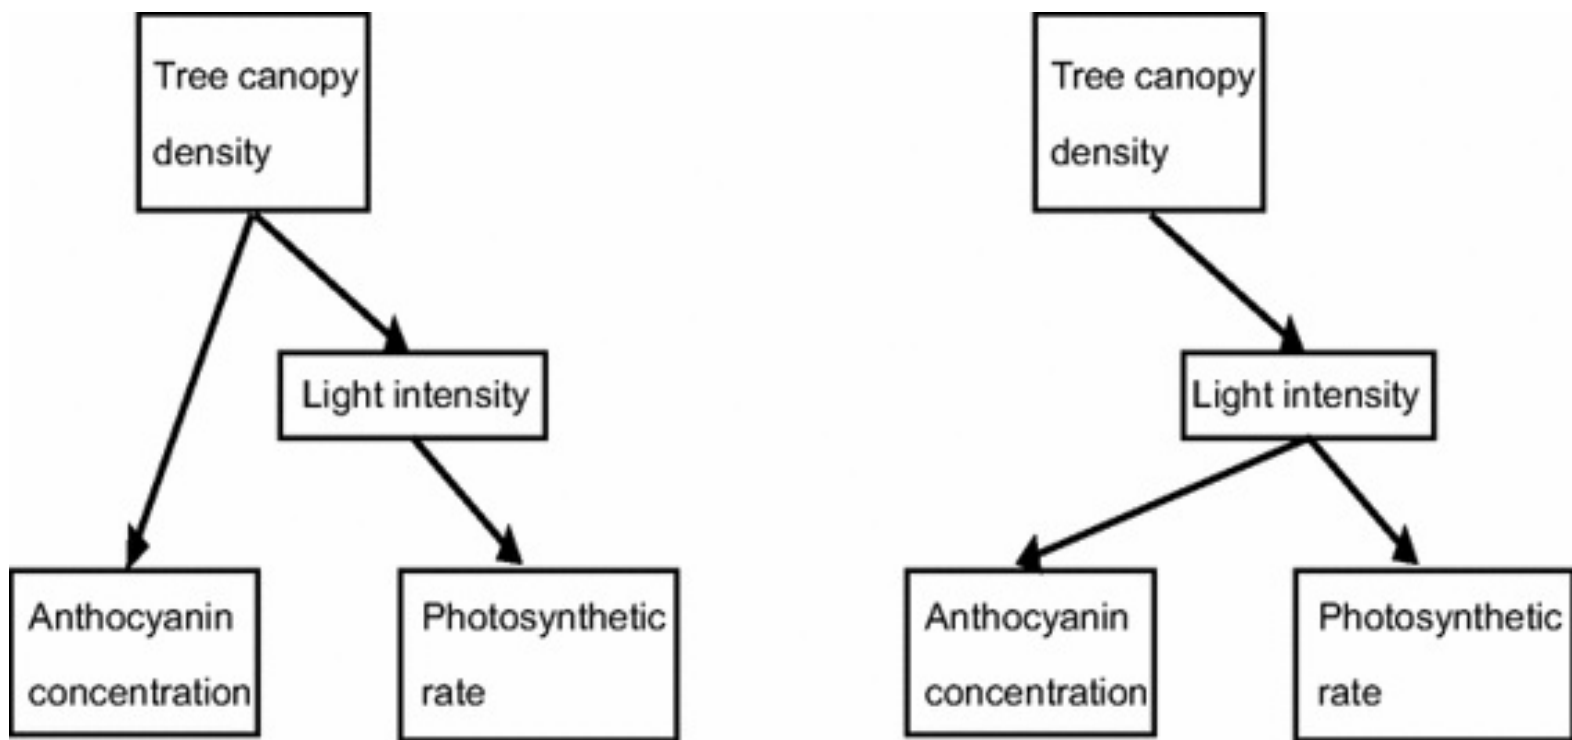 Tree canopy
density
Light intensity
Anthocyanin
concentration
Photosynthetic
rate
Tree canopy
density
Light intensity
Anthocyanin
concentration
Photosynthetic
rate